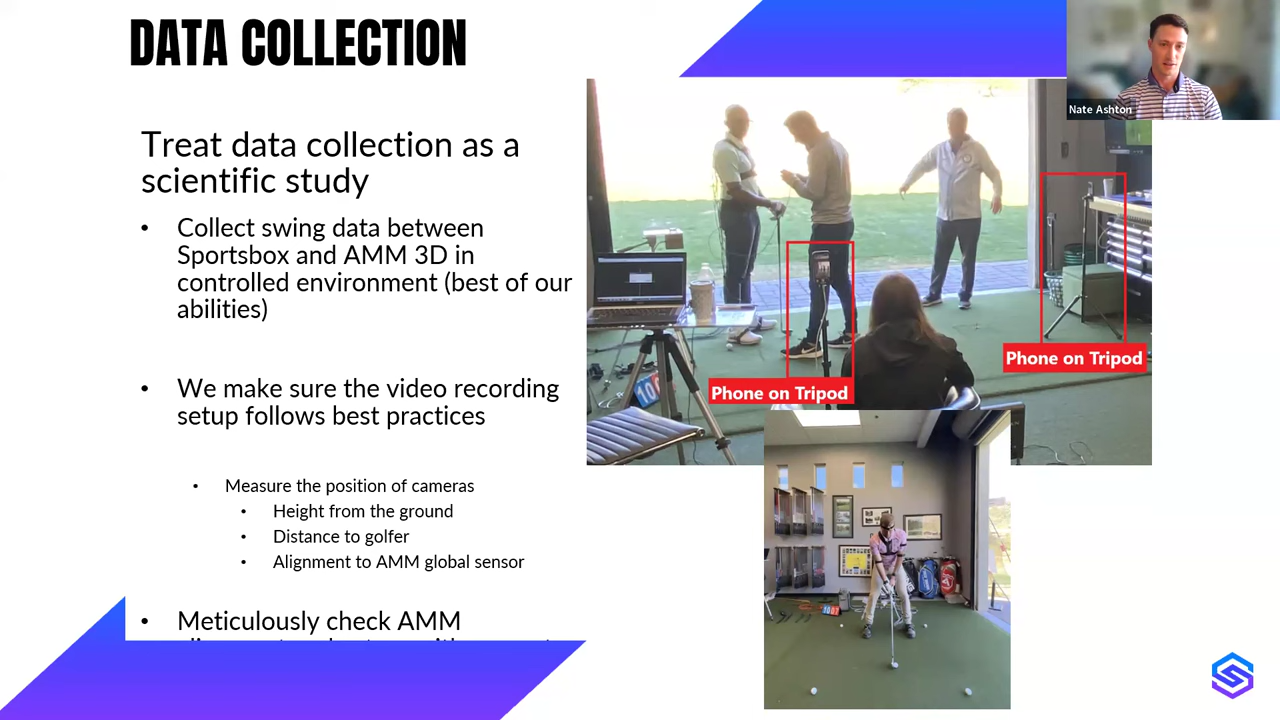 DATA COLLECTION
Nate Ashton
Treat data collection as a
scientific study
• Collect swing data between
Sportsbox and AMM 3D in
controlled environment (best of our
abilities)
• We make sure the video recording
setup follows best practices
• Measure the position of cameras
• Height from the ground
• Distance to golfer
• Alignment to AMM global sensor
• Meticulously check AMM
Phone on Tripod
Phone on Tripod